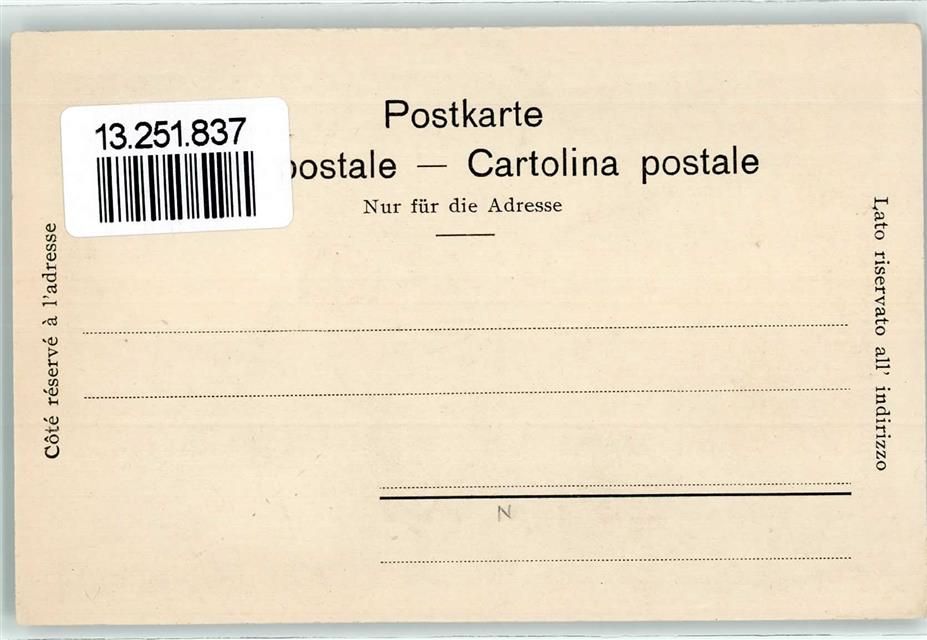 13.251.837
Postkarte
postale — Cartolina postale
Nur für die Adresse
Côté réservé à l'adresse
Lato riservato all' indirizzo
N